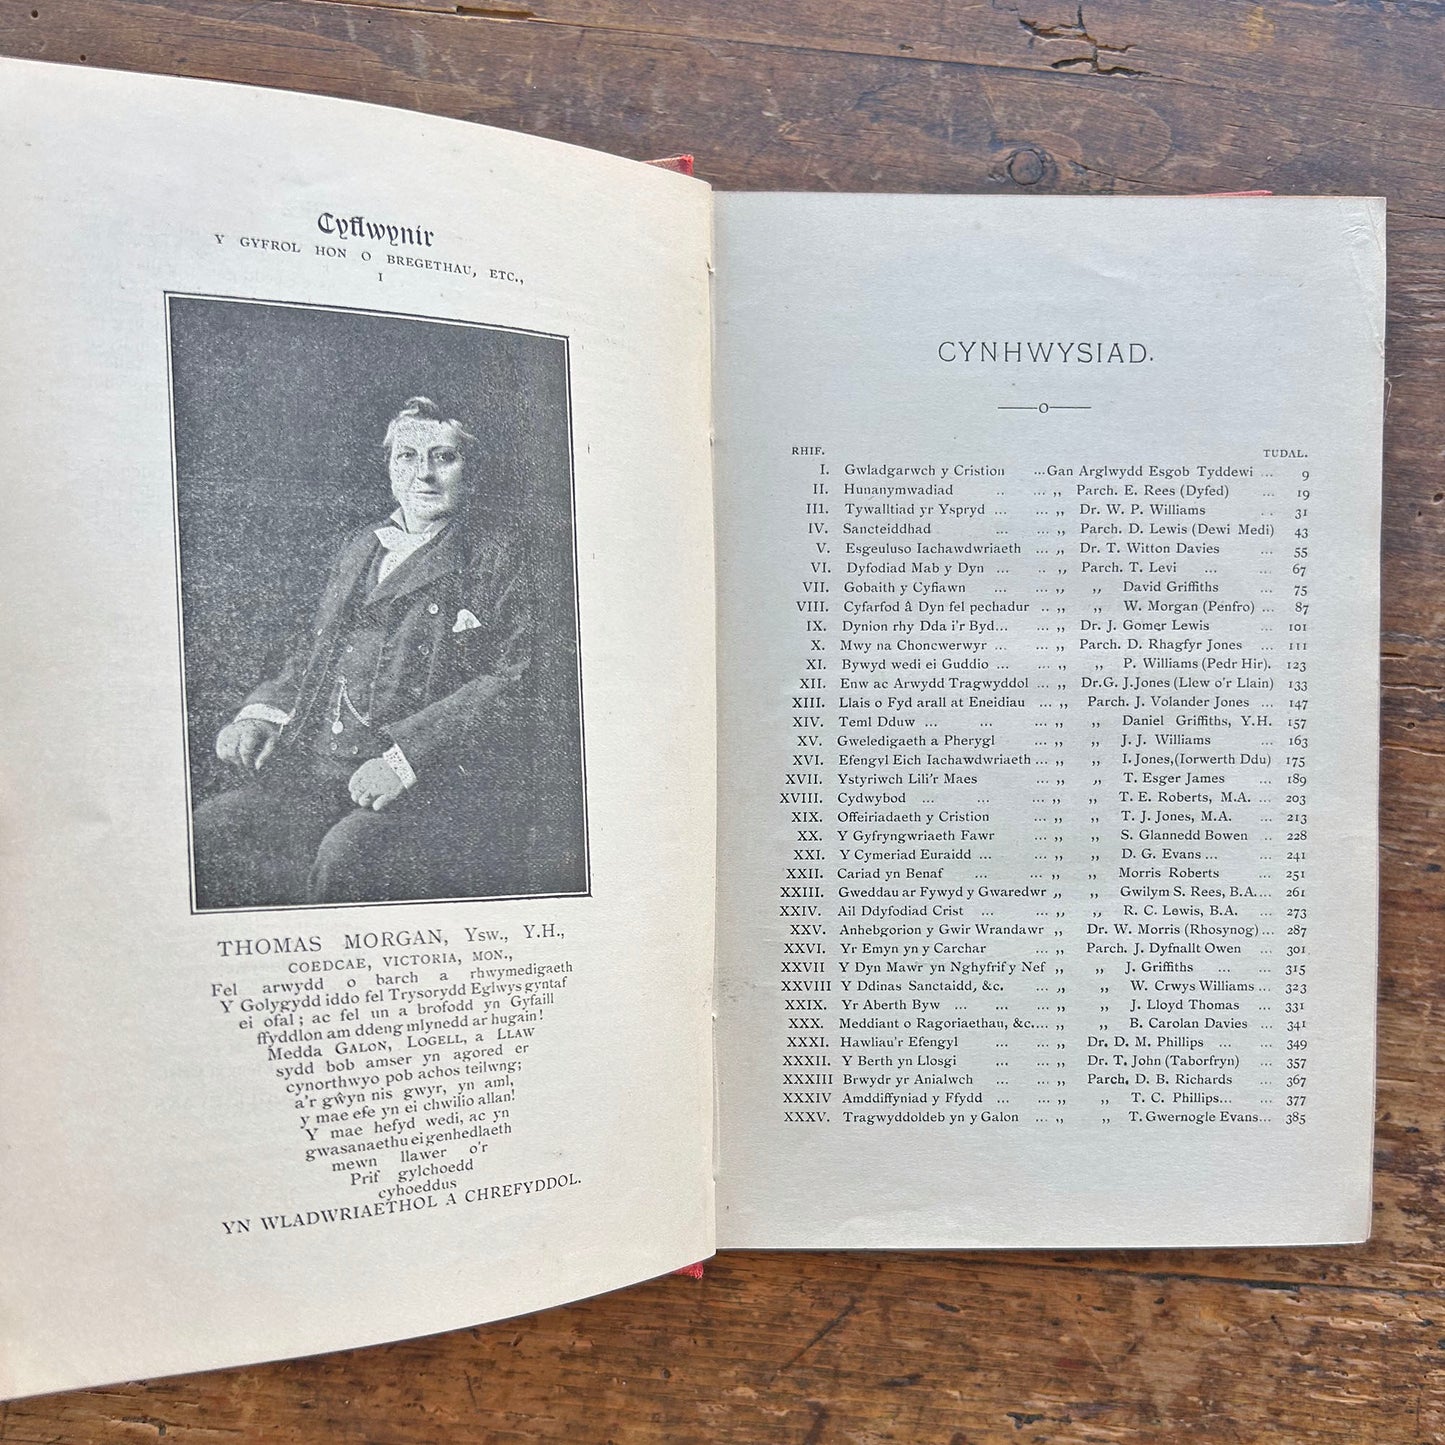 Cyflwynir
Y GYFROL HON O BREGETHAU, ETC.,
I
THOMAS MORGAN, Ysw., Y.H.,
COEDCAE, VICTORIA, MON.,
Fel arwydd o barch a rhwymedigaeth
Y Golygydd iddo fel Trysorydd Eglwys gyntaf
ei ofal; ac fel un a brofodd yn Gyfaill
ffyddlon am ddeng mlynedd ar hugain!
Medda GALON, LOGELL, A LLAW
sydd bob amser yn agored er
cynorthwyo pob achos teilwng;
a'r gŵyn nis gwyr, yn aml,
y mae efe yn ei chwilio allan!
Y mae hefyd wedi, ac yn
gwasanaethu ei genhedlaeth
mewn llawer o'r
Prif gylchoedd
cyhoeddus
YN WLADWRIAETHOL A CHREFYDDOL.
CYNHWYSIAD.
RHIF. TUDAL.
I. Gwladgarwch y Cristion ...Gan Arglwydd Esgob Tyddewi ... 9
II. Hunanymwadiad .. ... ,, Parch. E. Rees (Dyfed) ... 19
III. Tywalltiad yr Yspryd ... ... ,, Dr. W. P. Williams .. 31
IV. Sancteiddhad ... ... ,, Parch. D. Lewis (Dewi Medi) 43
V. Esgeuluso Iachawdwriaeth ... ,, Dr. T. Witton Davies ... 55
VI. Dyfodiad Mab y Dyn ... .. ,, Parch. T. Levi ... ... 67
VII. Gobaith y Cyfiawn ... ... ,, ,, David Griffiths ... 75
VIII. Cyfarfod â Dyn fel pechadur .. ,, ,, W. Morgan (Penfro) ... 87
IX. Dynion rhy Dda i'r Byd... ... ,, Dr. J. Gomer Lewis ... 101
X. Mwy na Choncwerwyr ... ... ,, Parch. D. Rhagfyr Jones ... 111
XI. Bywyd wedi ei Guddio ... ... ,, ,, P. Williams (Pedr Hir). 123
XII. Enw ac Arwydd Tragwyddol ... ,, Dr. G. J. Jones (Llew o'r Llain) 133
XIII. Llais o Fyd arall at Eneidiau ... ,, Parch. J. Volander Jones ... 147
XIV. Teml Dduw ... ... ... ,, ,, Daniel Griffiths, Y.H. 157
XV. Gweledigaeth a Pherygl ... ,, ,, J. J. Williams ... 163
XVI. Efengyl Eich Iachawdwriaeth ... ,, ,, I. Jones, (Iorwerth Ddu) 175
XVII. Ystyriwch Lili'r Maes ... ,, ,, T. Esger James ... 189
XVIII. Cydwybod ... ... ... ,, ,, T. E. Roberts, M.A. ... 203
XIX. Offeiriadaeth y Cristion ... ,, ,, T. J. Jones, M.A. ... 213
XX. Y Gyfryngwriaeth Fawr ... ,, ,, S. Glannedd Bowen .. 228
XXI. Y Cymeriad Euraidd ... ... ,, ,, D. G. Evans ... ... 241
XXII. Cariad yn Benaf ... ... ,, ,, Morris Roberts ... 251
XXIII. Gweddau ar Fywyd y Gwaredwr ,, ,, Gwilym S. Rees, B.A.... 261
XXIV. Ail Ddyfodiad Crist ... ... ,, ,, R. C. Lewis, B.A. ... 273
XXV. Anhebgorion y Gwir Wrandawr ,, Dr. W. Morris (Rhosynog)... 287
XXVI. Yr Emyn yn y Carchar ... ,, Parch. J. Dyfnallt Owen ... 301
XXVII Y Dyn Mawr yn Nghyfrif y Nef ,, ,, J. Griffiths ... ... 315
XXVIII Y Ddinas Sanctaidd, &c. ... ,, ,, W. Crwys Williams ... 323
XXIX. Yr Aberth Byw ... ... ,, ,, J. Lloyd Thomas ... 331
XXX. Meddiant o Ragoriaethau, &c.... ,, ,, B. Carolan Davies ... 341
XXXI. Hawliau'r Efengyl ... ... ,, Dr. D. M. Phillips ... ... 349
XXXII. Y Berth yn Llosgi ... ... ,, Dr. T. John (Taborfryn) ... 357
XXXIII Brwydr yr Anialwch ... ... ,, Parch. D. B. Richards ... 367
XXXIV Amddiffyniad y Ffydd ... ... ,, ,, T. C. Phillips... ... 377
XXXV. Tragwyddoldeb yn y Galon ... ,, ,, T. Gwernogle Evans... 385